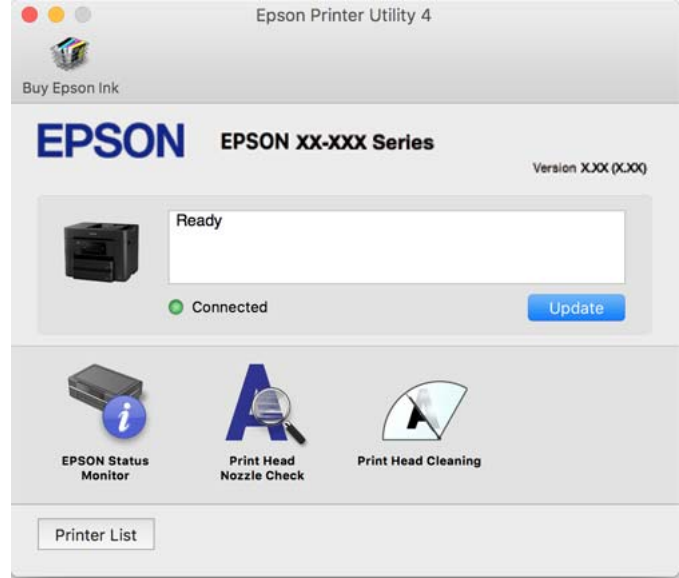 Epson Printer Utility 4
Buy Epson Ink
EPSON EPSON XX-XXX Series
Version X.XX (X.XX)
Ready
Connected Update
EPSON Status
Monitor
Print Head
Nozzle Check
Print Head Cleaning
Printer List